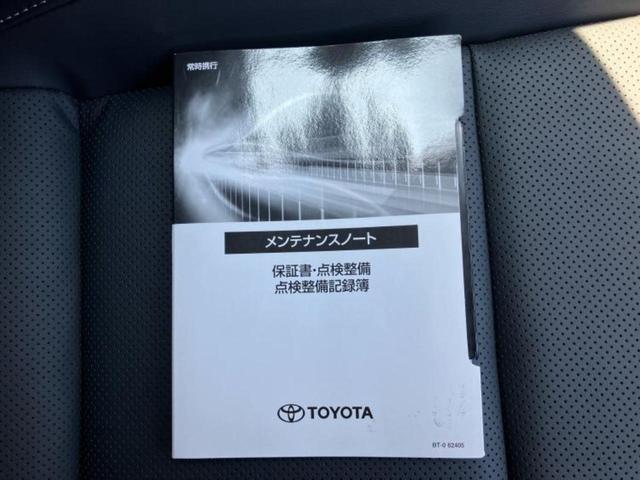 常時携行
メンテナンスノート
保証書・点検整備
点検整備記録簿
TOYOTA
BT-0 62405